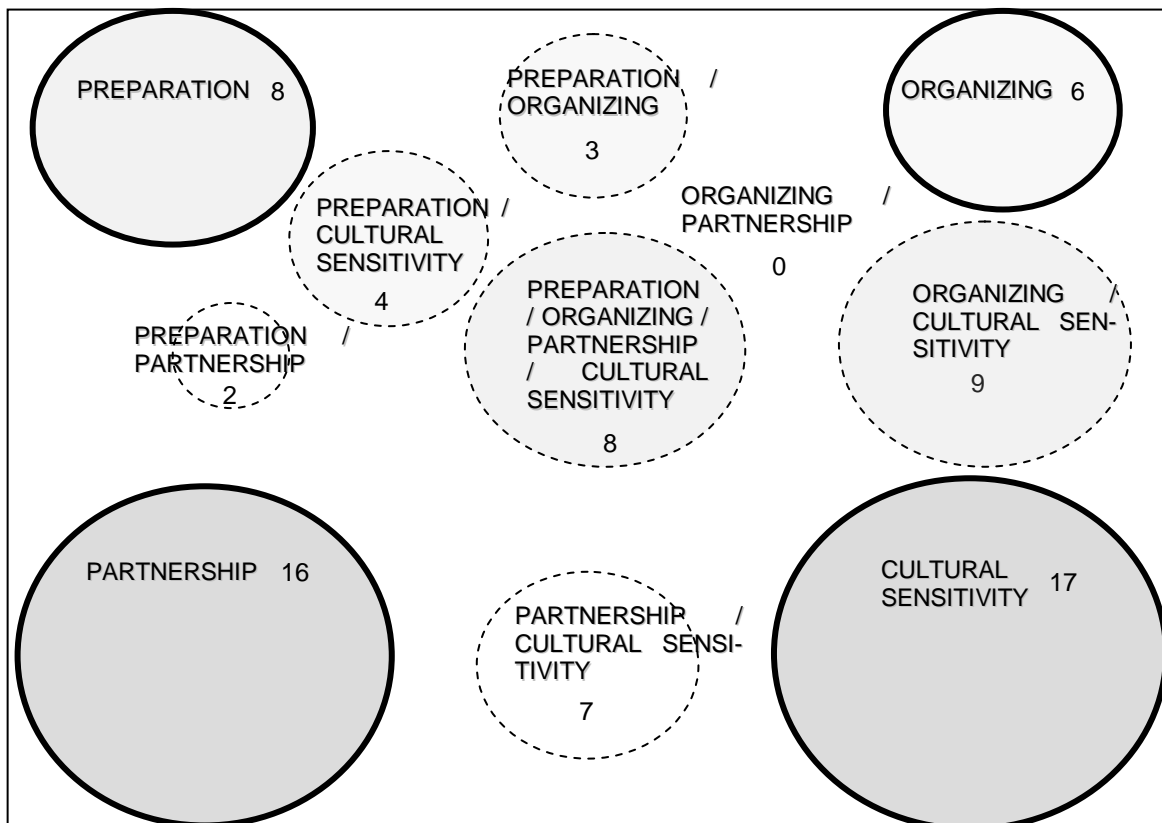 PREPARATION 8
PREPARATION /
ORGANIZING
3
ORGANIZING 6
PREPARATION /
CULTURAL
SENSITIVITY
4
ORGANIZING /
PARTNERSHIP
0
PREPARATION
/ ORGANIZING /
PARTNERSHIP
/ CULTURAL
SENSITIVITY
8
ORGANIZING /
CULTURAL SEN-
SITIVITY
9
PREPARATION /
PARTNERSHIP
2
PARTNERSHIP 16
PARTNERSHIP /
CULTURAL SENSI-
TIVITY
7
CULTURAL
SENSITIVITY 17